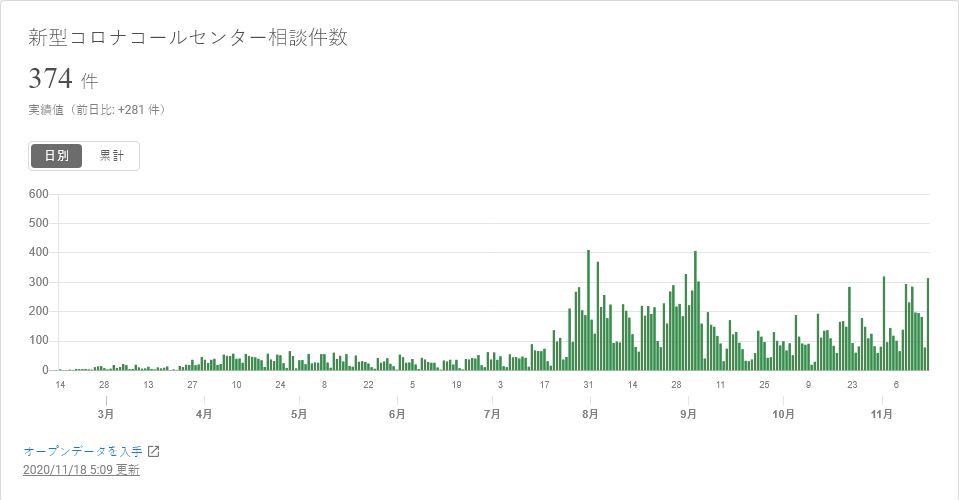 新型コロナコールセンター相談件数
374 件
実績値（前日比: +281 件）
日別 累計
600
500
400
300
200
100
0
14 28 13 27 10 24 8 22 5 19 3 17 31 14 28 11 25 9 23 6
3月 4月 5月 6月 7月 8月 9月 10月 11月
オープンデータを入手
2020/11/18 5:09 更新